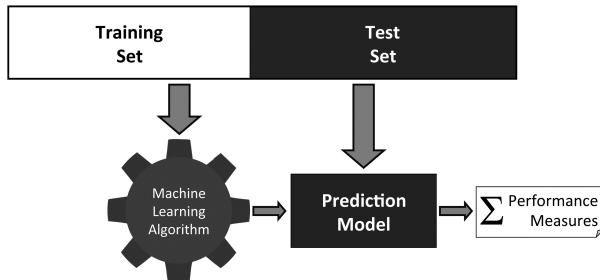 Training
Set
Test
Set
Machine
Learning
Algorithm
Prediction
Model
∑ Performance
Measures